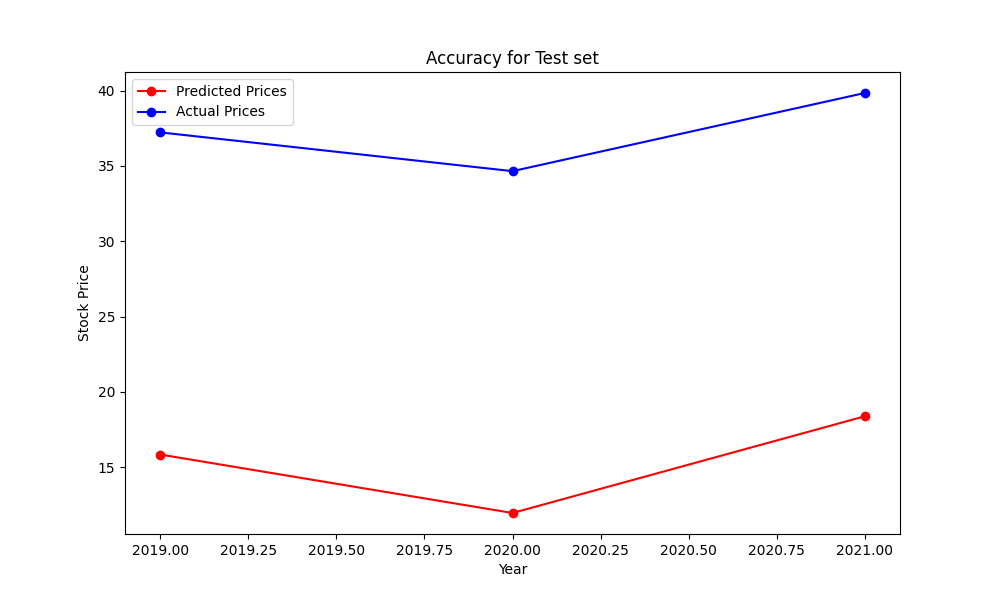 Accuracy for Test set
Predicted Prices
Actual Prices
40
35
30
25
20
15
Stock Price
2019.00 2019.25 2019.50 2019.75 2020.00 2020.25 2020.50 2020.75 2021.00
Year